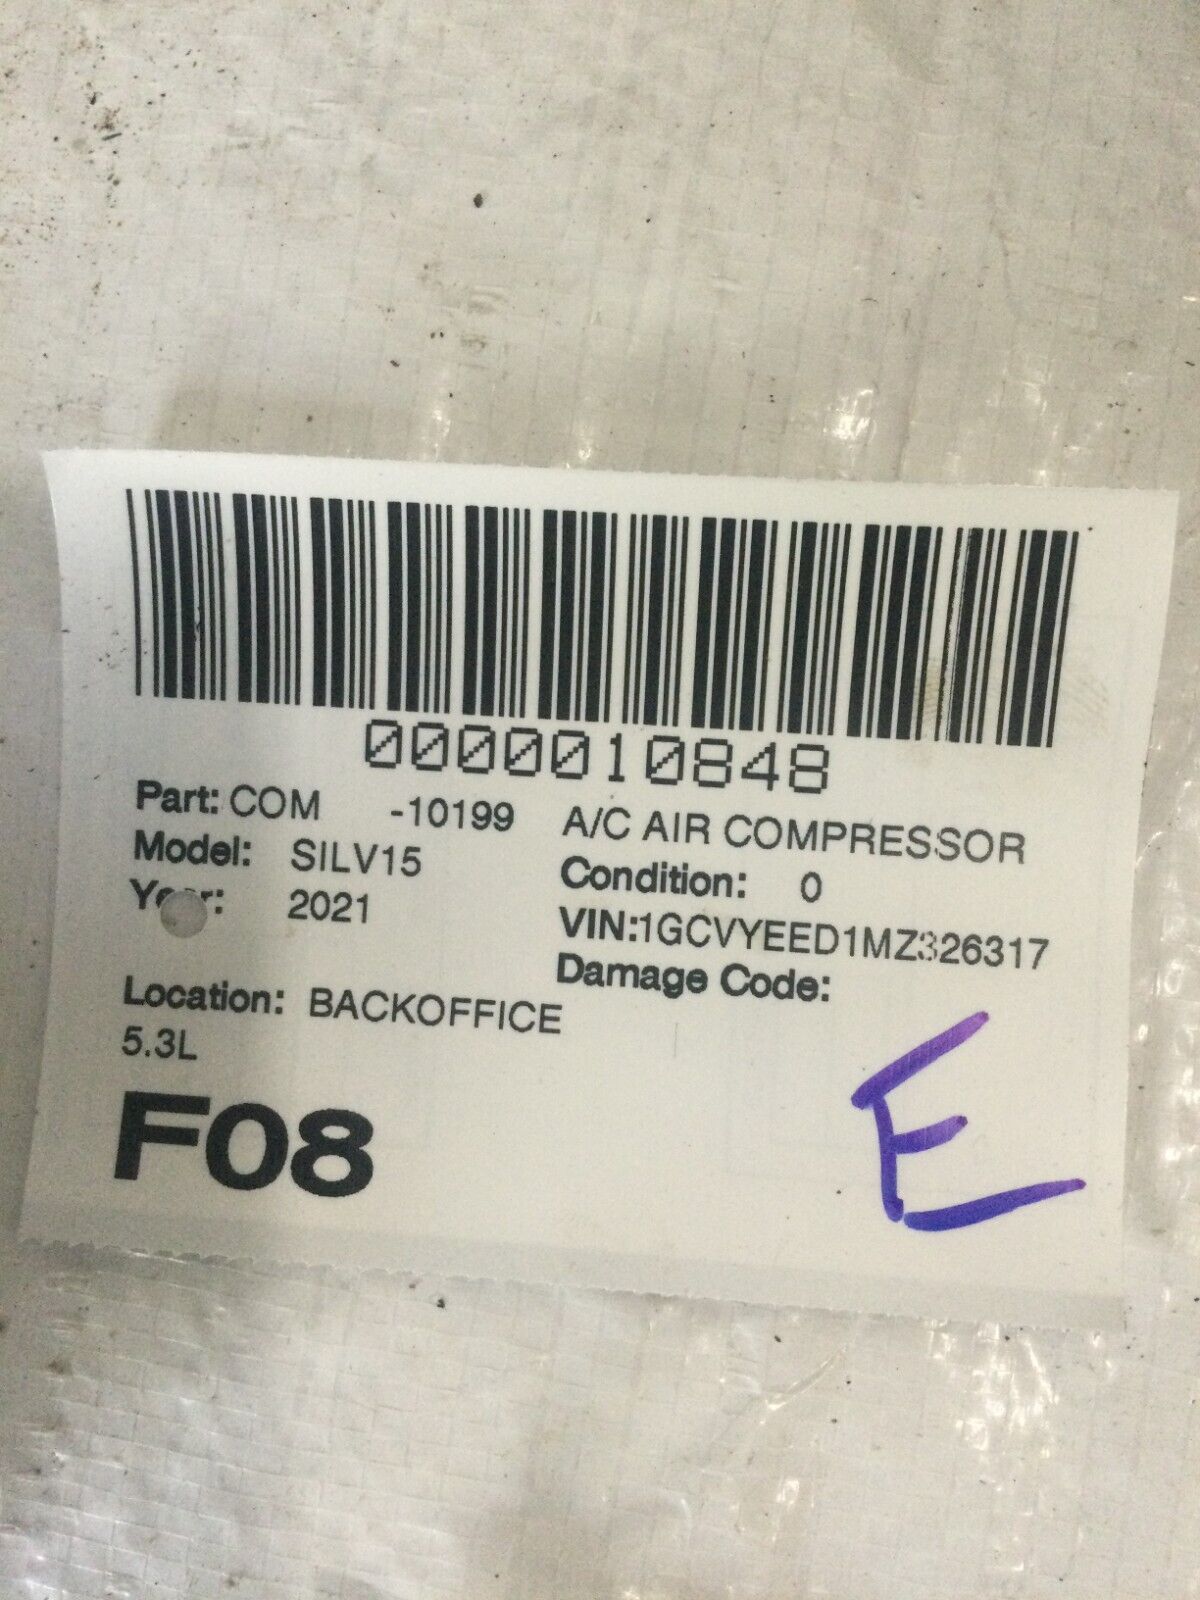 0000010848
Part: COM -10199 A/C AIR COMPRESSOR
Model: SILV15 Condition: 0
Year: 2021 VIN:1GCVYEED1MZ326317
Damage Code:
Location: BACKOFFICE
5.3L
F08
E